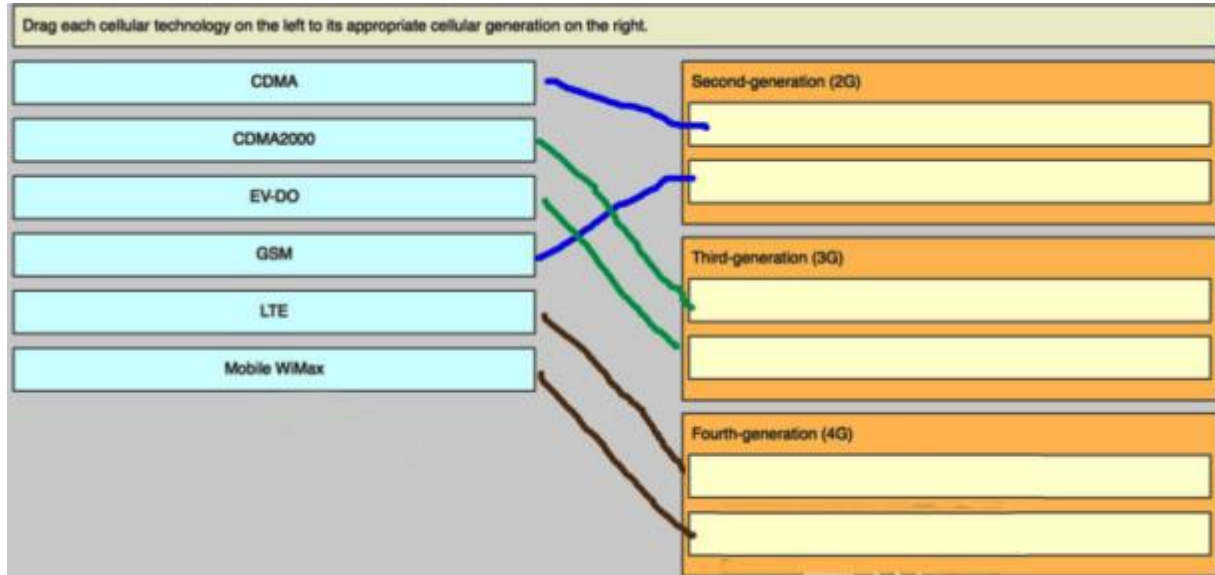 Drag each cellular technology on the left to its appropriate cellular generation on the right.
CDMA
CDMA2000
EV-DO
GSM
LTE
Mobile WiMax
Second-generation (2G)
Third-generation (3G)
Fourth-generation (4G)